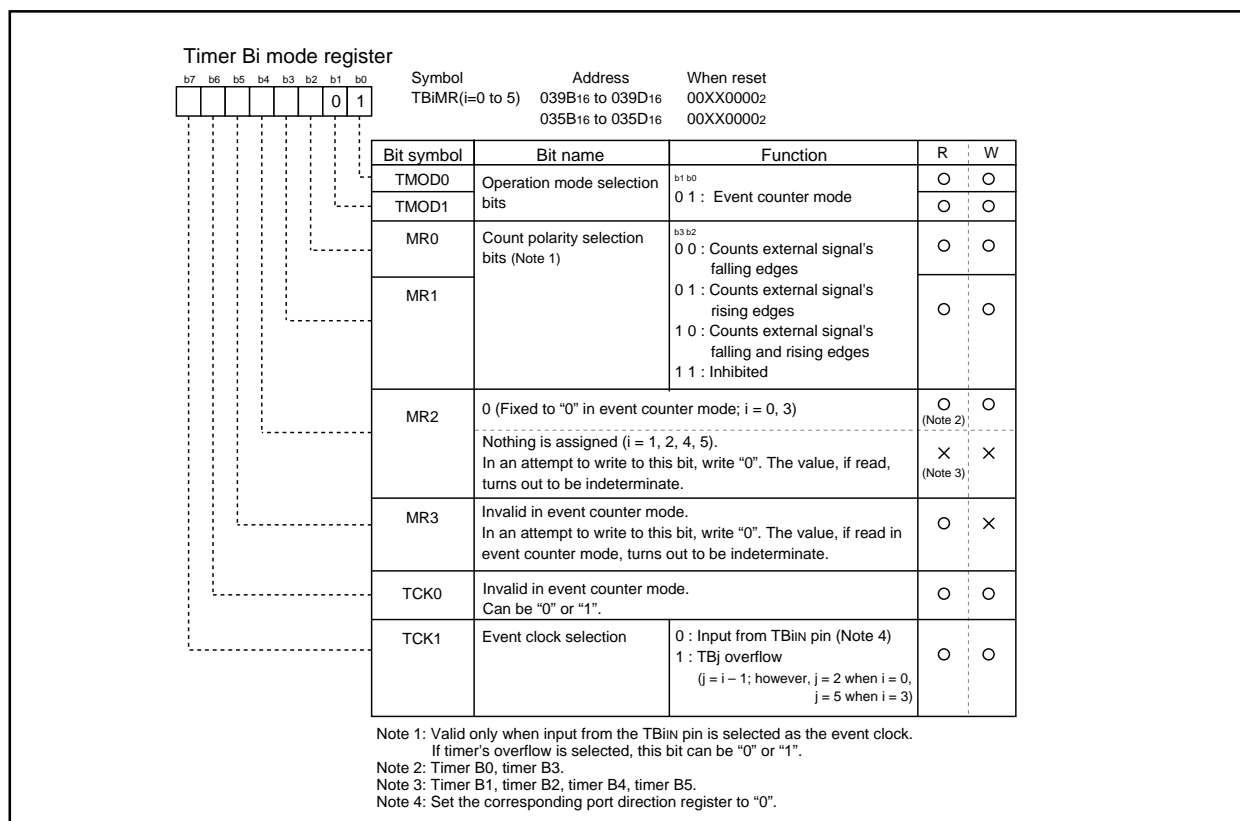 Timer Bi mode register
b7 b6 b5 b4 b3 b2 b1 b0
0 1
Symbol Address When reset
TBiMR(i=0 to 5) 039B16 to 039D16 00XX00002
035B16 to 035D16 00XX00002
Bit symbol Bit name Function R W
TMOD0 Operation mode selection bits
TMOD1
b1 b0
0 1 : Event counter mode
MR0 Count polarity selection
bits (Note 1)
MR1
b3 b2
0 0 : Counts external signal's
falling edges
0 1 : Counts external signal's
rising edges
1 0 : Counts external signal's
falling and rising edges
1 1 : Inhibited
MR2
0 (Fixed to “0” in event counter mode; i = 0, 3)
(Note 2)
Nothing is assigned (i = 1, 2, 4, 5).
In an attempt to write to this bit, write “0”. The value, if read,
turns out to be indeterminate.
(Note 3)
MR3
Invalid in event counter mode.
In an attempt to write to this bit, write “0”. The value, if read in
event counter mode, turns out to be indeterminate.
TCK0
Invalid in event counter mode.
Can be “0” or “1”.
TCK1 Event clock selection
0 : Input from TBiIN pin (Note 4)
1 : TBj overflow
(j = i – 1; however, j = 2 when i = 0,
j = 5 when i = 3)
Note 1: Valid only when input from the TBiIN pin is selected as the event clock.
If timer's overflow is selected, this bit can be “0” or “1”.
Note 2: Timer B0, timer B3.
Note 3: Timer B1, timer B2, timer B4, timer B5.
Note 4: Set the corresponding port direction register to “0”.